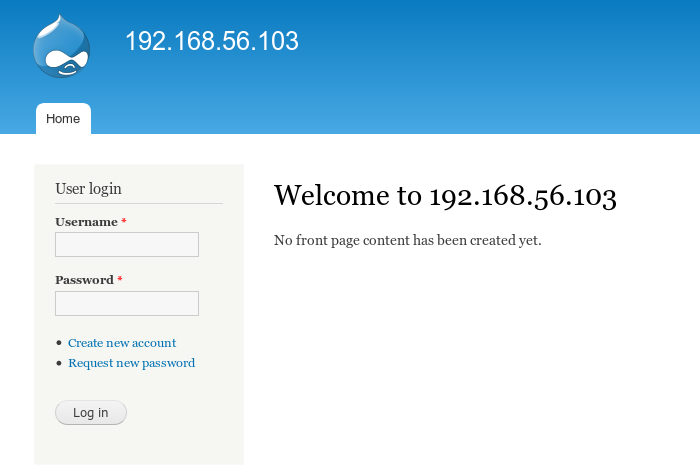 192.168.56.103
Home
User login
Username *
Password *
Create new account
Request new password
Log in
Welcome to 192.168.56.103
No front page content has been created yet.